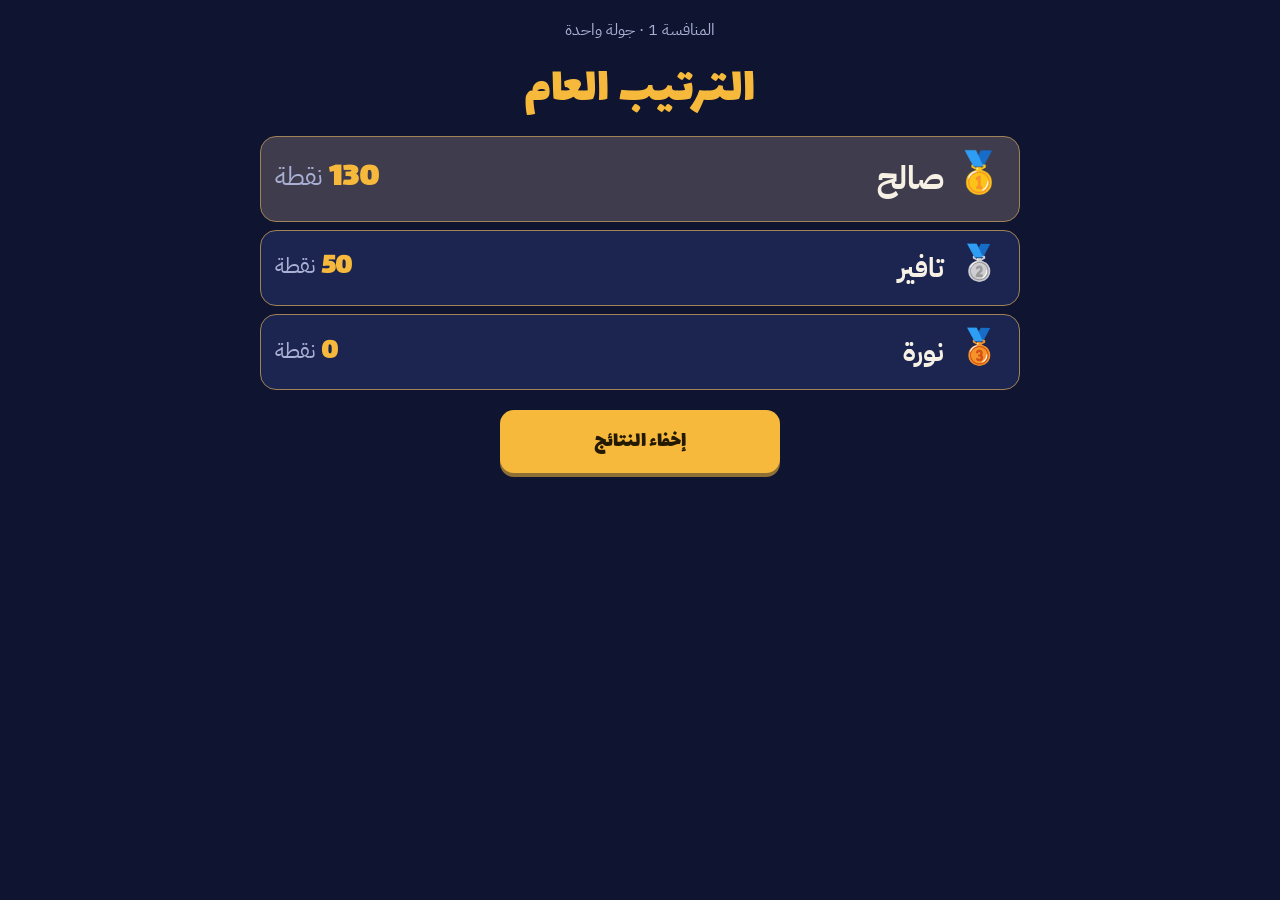 المنافسة 1 · جولة واحدة
الترتيب العام
🥇 صالح 130 نقطة
🥈 تافير 50 نقطة
🥉 نورة 0 نقطة
إخفاء النتائج